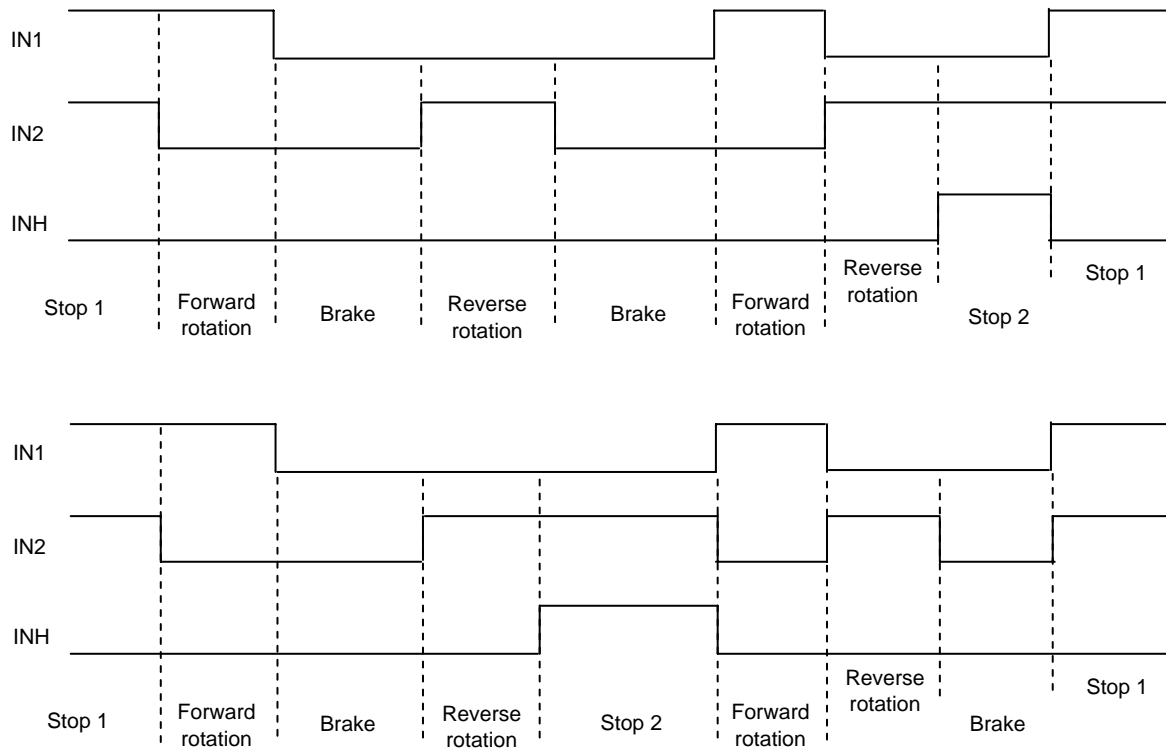 IN1
IN2
INH
Stop 1
Forward
rotation
Brake
Reverse
rotation
Brake
Forward
rotation
Reverse
rotation
Stop 2
Stop 1
IN1
IN2
INH
Stop 1
Forward
rotation
Brake
Reverse
rotation
Stop 2
Forward
rotation
Reverse
rotation
Brake
Stop 1